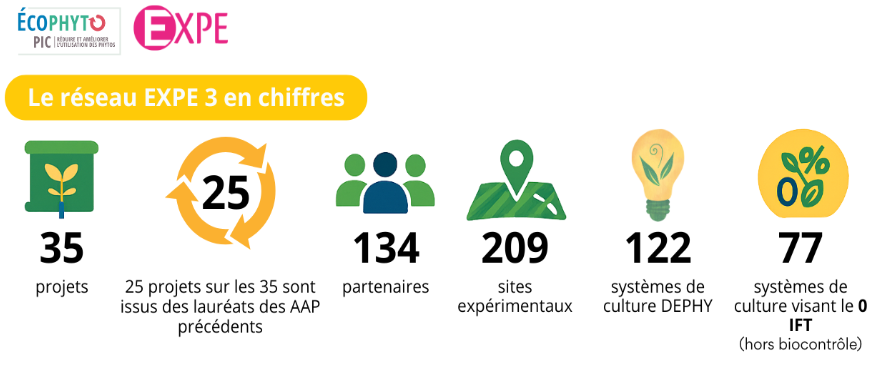 ÉCOPHYTO
PIC RÉDUIRE ET AMÉLIORER
L'UTILISATION DES PHYTOS
EXPE
Le réseau EXPE 3 en chiffres
25
0%
35
134
209
122
77
projets
25 projets sur les 35 sont
issus des lauréats des AAP
précédents
partenaires
sites
expérimentaux
systèmes de
culture DEPHY
systèmes de
culture visant le 0
IFT
(hors biocontrôle)